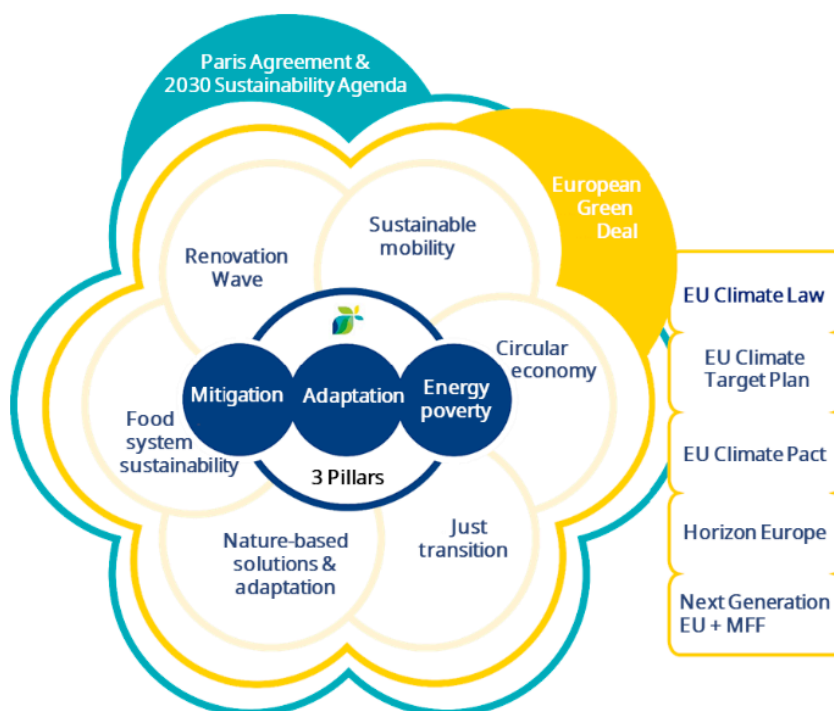 Paris Agreement &
2030 Sustainability Agenda
European
Green
Deal
Sustainable
mobility
Renovation
Wave
EU Climate Law
EU Climate
Target Plan
Circular
economy
Mitigation
Adaptation
Energy
poverty
Food
system
sustainability
3 Pillars
EU Climate Pact
Just
transition
Nature-based
solutions &
adaptation
Horizon Europe
Next Generation
EU + MFF